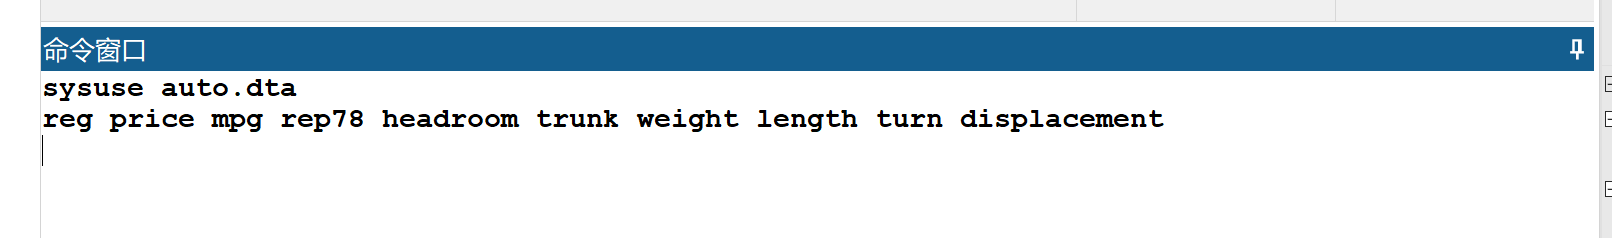 命令窗口
sysuse auto.dta
reg price mpg rep78 headroom trunk weight length turn displacement